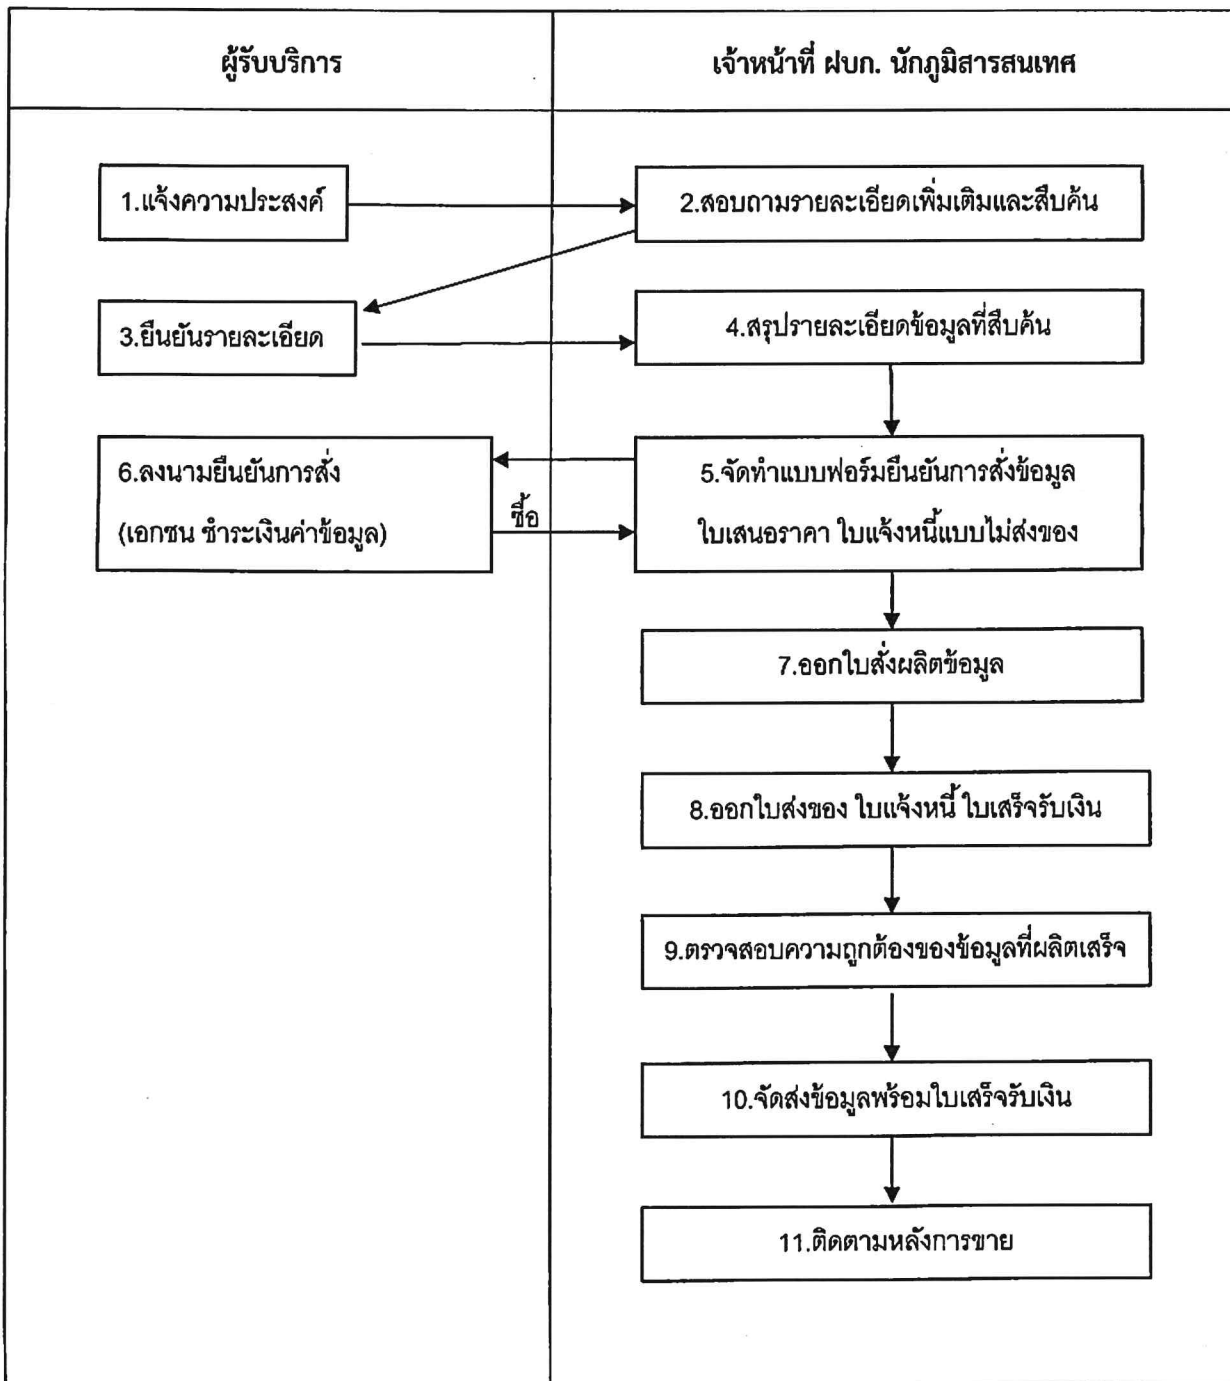 ผู้รับบริการ
เจ้าหน้าที่ ฝบก. นักภูมิสารสนเทศ
1.แจ้งความประสงค์
2.สอบถามรายละเอียดเพิ่มเติมและสืบค้น
3.ยืนยันรายละเอียด
4.สรุปรายละเอียดข้อมูลที่สืบค้น
5.จัดทำแบบฟอร์มยืนยันการสั่งข้อมูล
ใบเสนอราคา ใบแจ้งหนี้แบบไม่ส่งของ
6.ลงนามยืนยันการสั่ง
(เอกชน ชำระเงินค่าข้อมูล)
ซื้อ
7.ออกใบสั่งผลิตข้อมูล
8.ออกใบส่งของ ใบแจ้งหนี้ ใบเสร็จรับเงิน
9.ตรวจสอบความถูกต้องของข้อมูลที่ผลิตเสร็จ
10.จัดส่งข้อมูลพร้อมใบเสร็จรับเงิน
11.ติดตามหลังการขาย